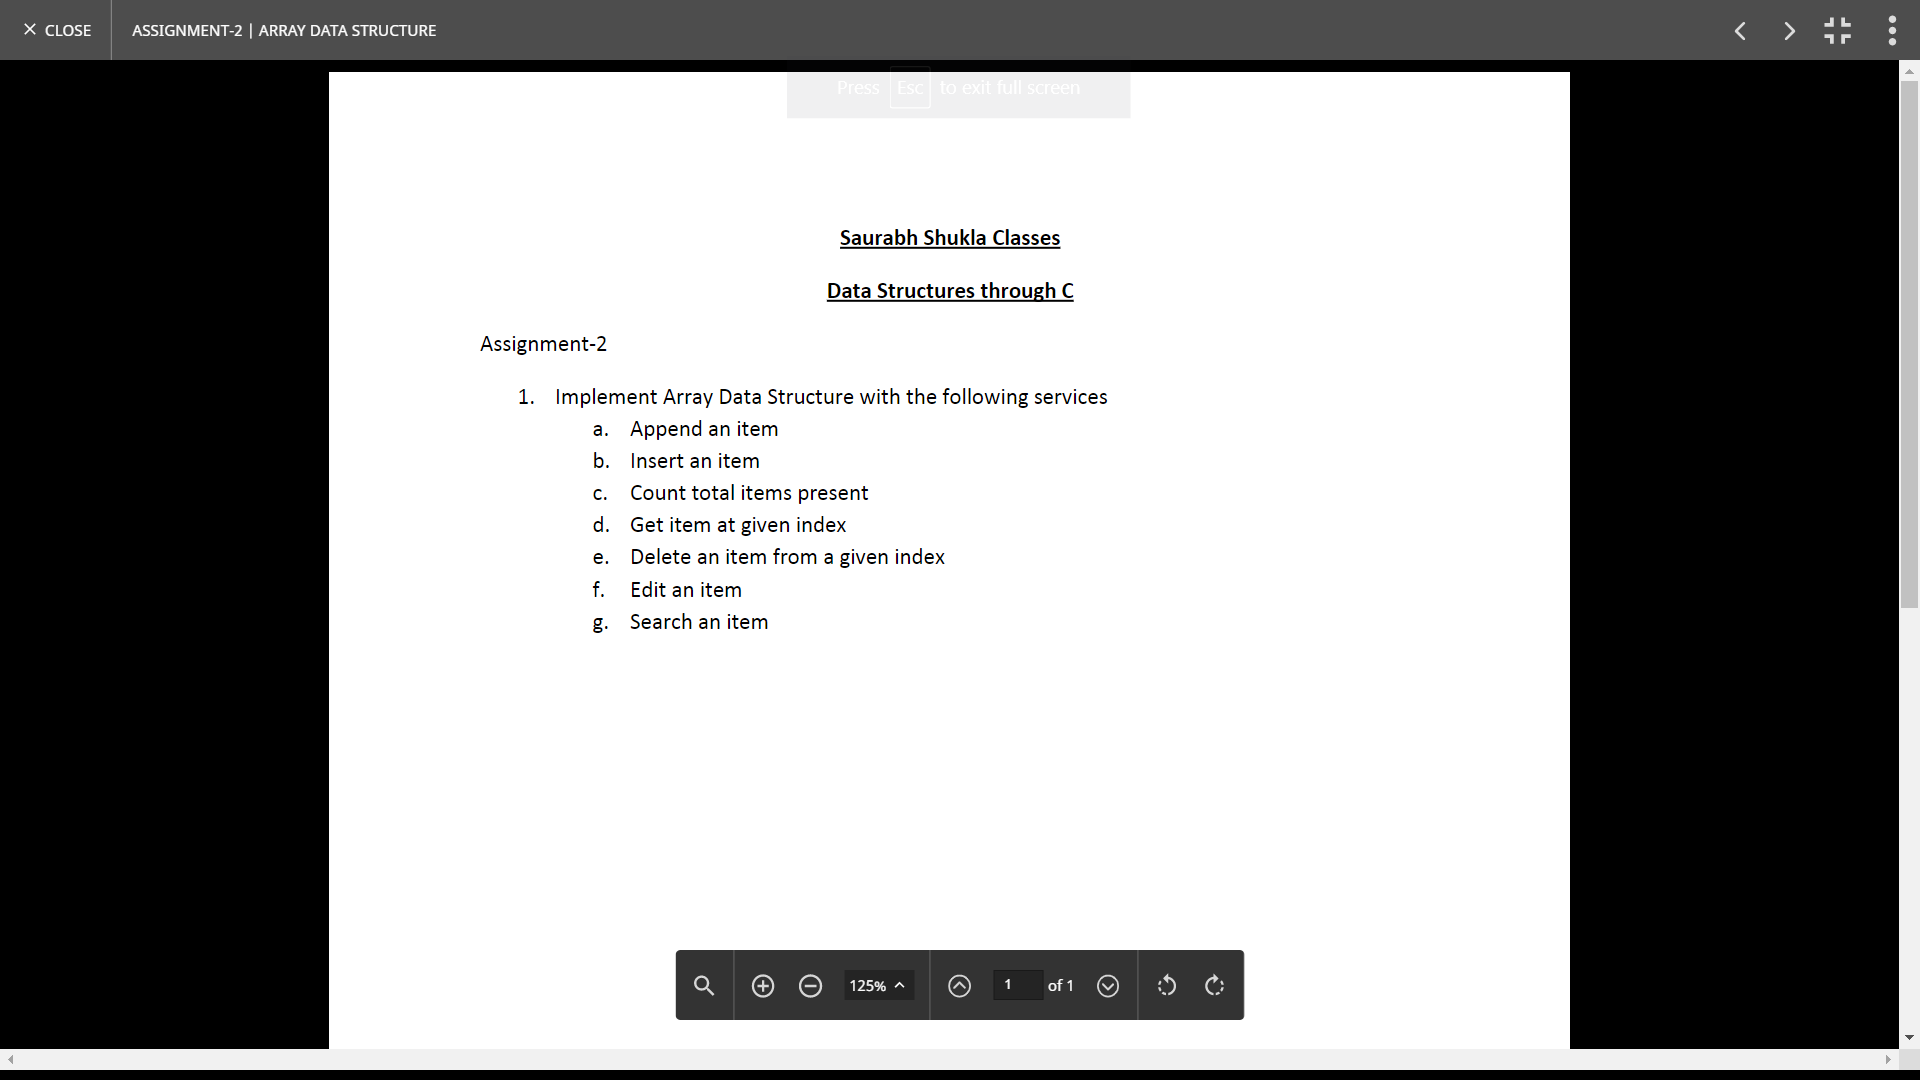 CLOSE
ASSIGNMENT-2 | ARRAY DATA STRUCTURE
Press Esc to exit full screen
Saurabh Shukla Classes
Data Structures through C
Assignment-2
1. Implement Array Data Structure with the following services
a. Append an item
b. Insert an item
c. Count total items present
d. Get item at given index
e. Delete an item from a given index
f. Edit an item
g. Search an item
125%
1 of 1